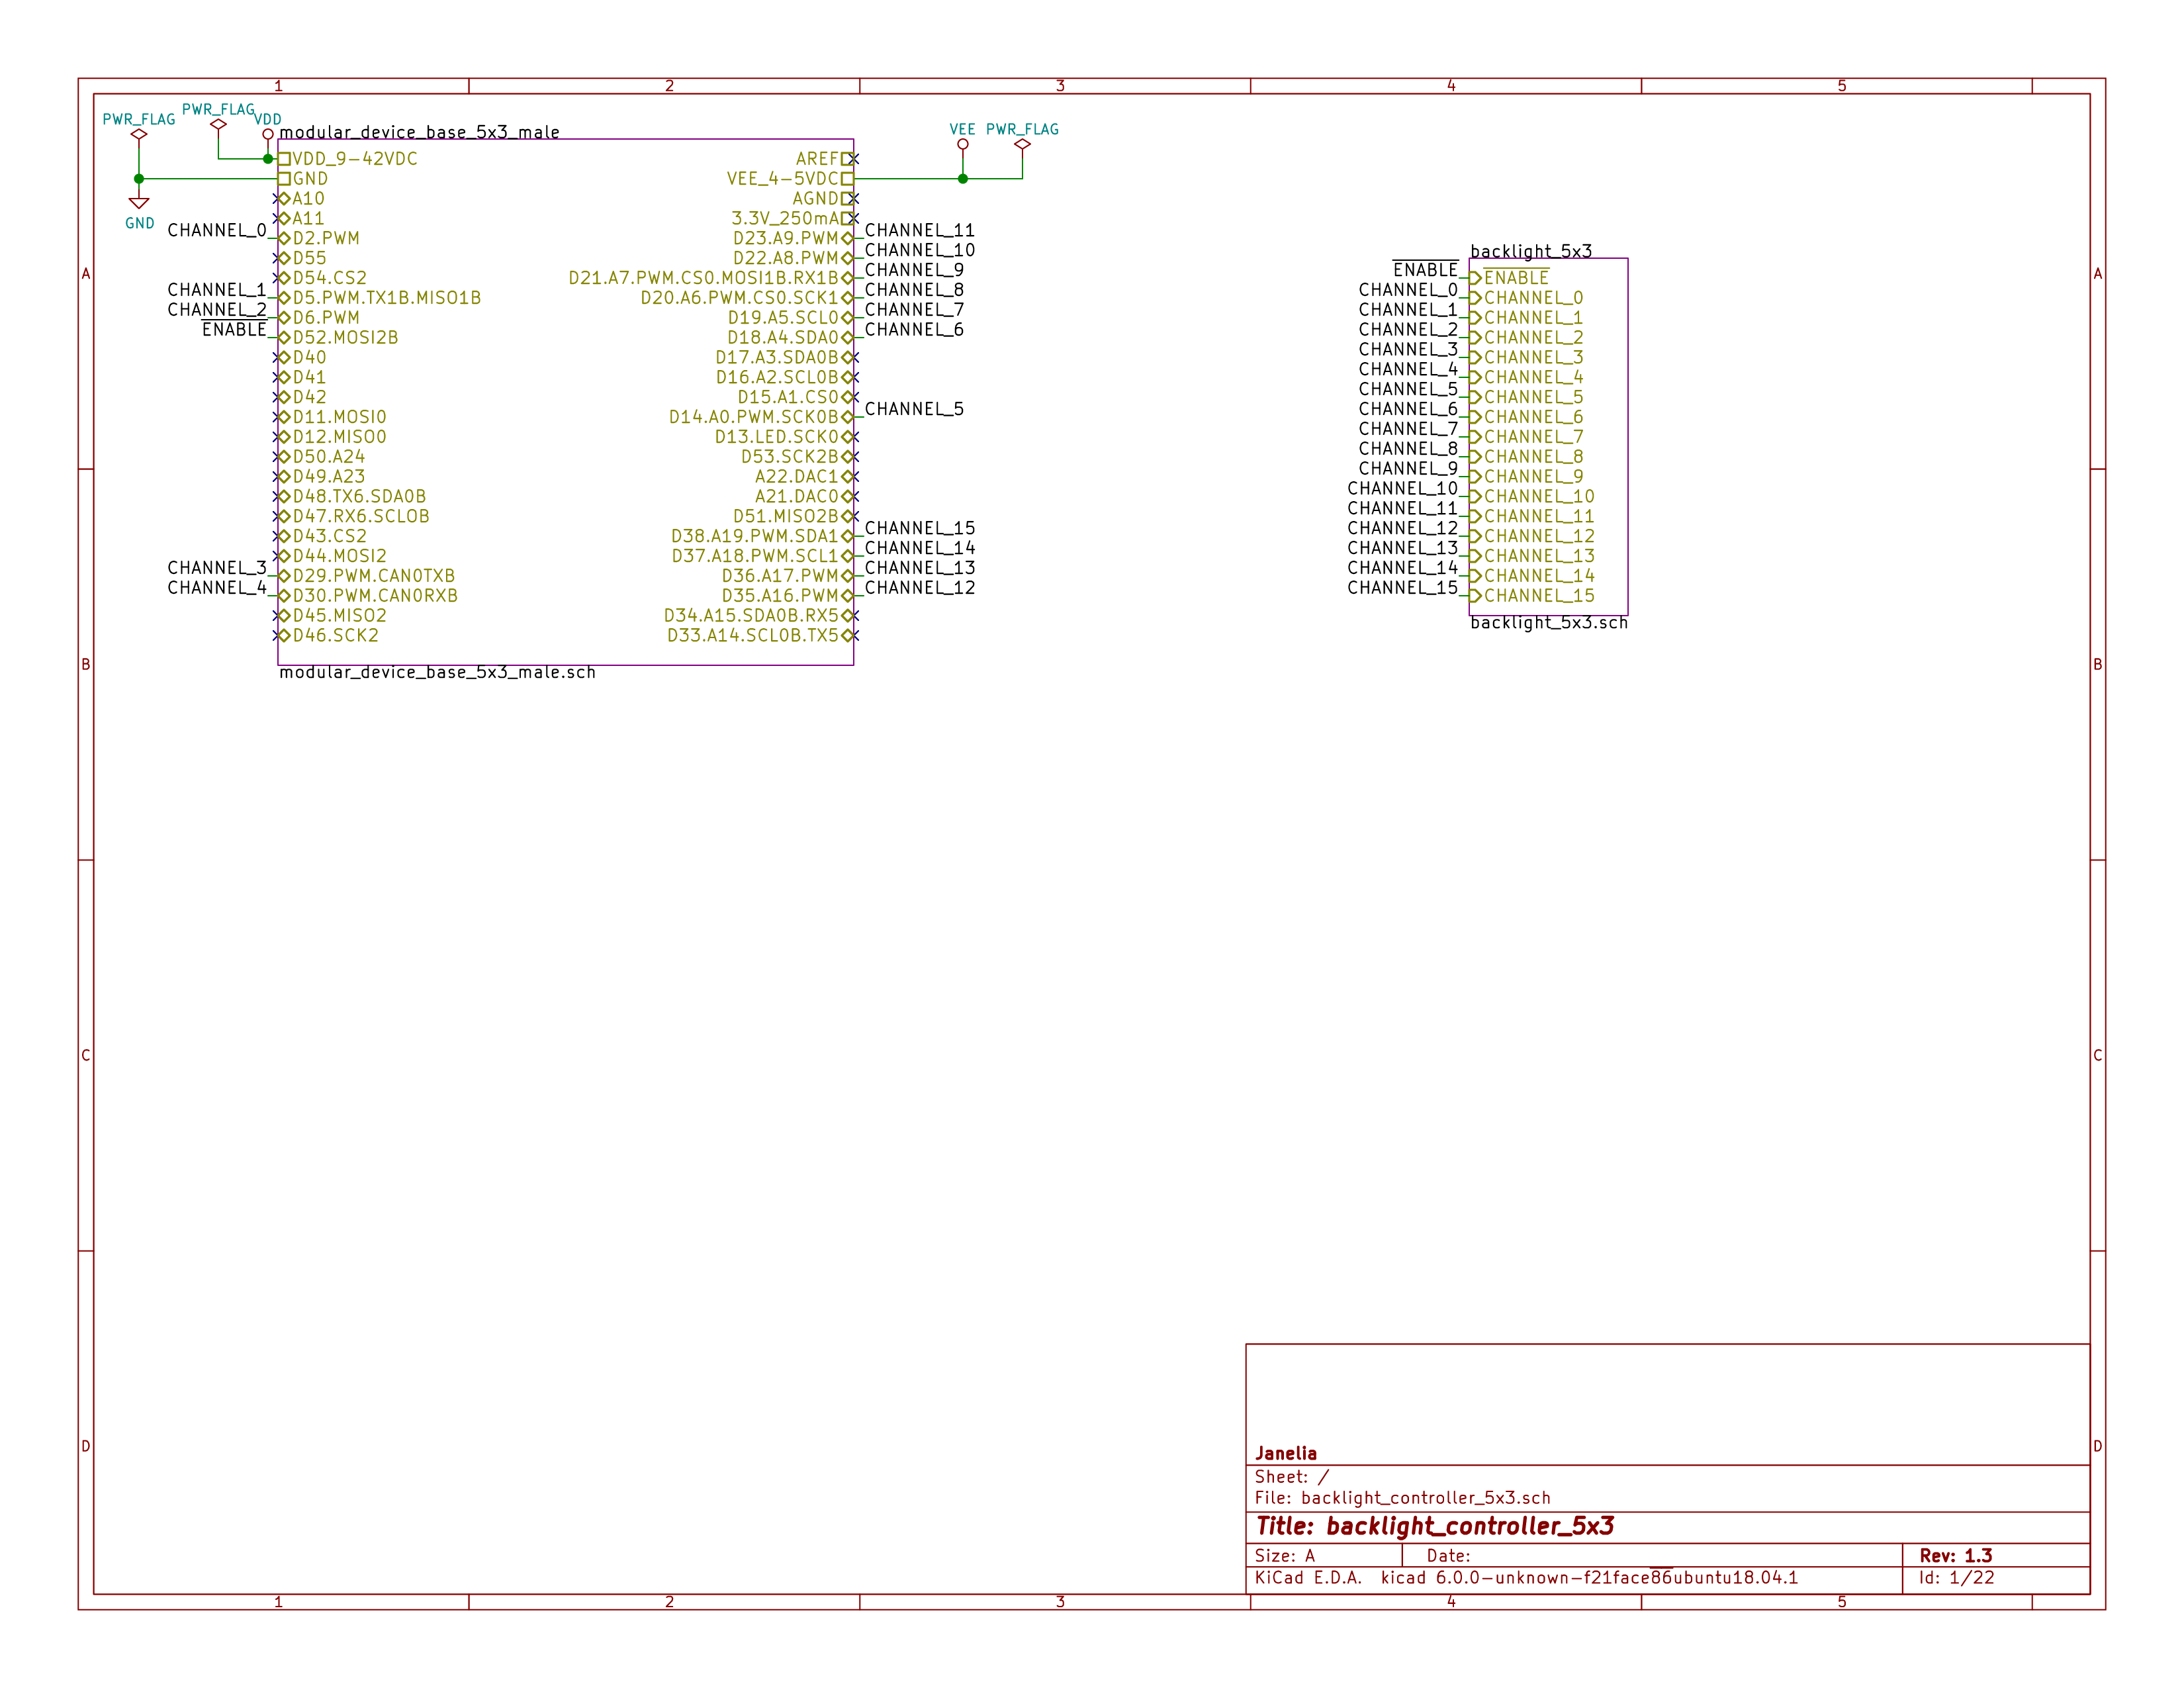 1 2 3 4 5
PWR_FLAG
PWR_FLAG
VDD
GND
modular_device_base_5x3_male
VDD_9-42VDC
GND
A10
A11
CHANNEL_0 D2.PWM
D55
D54.CS2
CHANNEL_1 D5.PWM.TX1B.MISO1B
CHANNEL_2 D6.PWM
ENABLE D52.MOSI2B
D40
D41
D42
D11.MOSI0
D12.MISO0
D50.A24
D49.A23
D48.TX6.SDA0B
D47.RX6.SCLOB
D43.CS2
D44.MOSI2
CHANNEL_3 D29.PWM.CAN0TXB
CHANNEL_4 D30.PWM.CAN0RXB
D45.MISO2
D46.SCK2
AREF
VEE_4-5VDC
AGND
3.3V_250mA
D23.A9.PWM CHANNEL_11
D22.A8.PWM CHANNEL_10
D21.A7.PWM.CS0.MOSI1B.RX1B CHANNEL_9
D20.A6.PWM.CS0.SCK1 CHANNEL_8
D19.A5.SCL0 CHANNEL_7
D18.A4.SDA0 CHANNEL_6
D17.A3.SDA0B
D16.A2.SCL0B
D15.A1.CS0
D14.A0.PWM.SCK0B CHANNEL_5
D13.LED.SCK0
D53.SCK2B
A22.DAC1
A21.DAC0
D51.MISO2B
D38.A19.PWM.SDA1 CHANNEL_15
D37.A18.PWM.SCL1 CHANNEL_14
D36.A17.PWM CHANNEL_13
D35.A16.PWM CHANNEL_12
D34.A15.SDA0B.RX5
D33.A14.SCL0B.TX5
modular_device_base_5x3_male.sch
VEE PWR_FLAG
backlight_5x3
ENABLE ENABLE
CHANNEL_0 CHANNEL_0
CHANNEL_1 CHANNEL_1
CHANNEL_2 CHANNEL_2
CHANNEL_3 CHANNEL_3
CHANNEL_4 CHANNEL_4
CHANNEL_5 CHANNEL_5
CHANNEL_6 CHANNEL_6
CHANNEL_7 CHANNEL_7
CHANNEL_8 CHANNEL_8
CHANNEL_9 CHANNEL_9
CHANNEL_10 CHANNEL_10
CHANNEL_11 CHANNEL_11
CHANNEL_12 CHANNEL_12
CHANNEL_13 CHANNEL_13
CHANNEL_14 CHANNEL_14
CHANNEL_15 CHANNEL_15
backlight_5x3.sch
A A
B B
C C
D D
Janelia
Sheet: /
File: backlight_controller_5x3.sch
Title: backlight_controller_5x3
Size: A Date: Rev: 1.3
KiCad E.D.A. kicad 6.0.0-unknown-f21face86ubuntu18.04.1 Id: 1/22
1 2 3 4 5